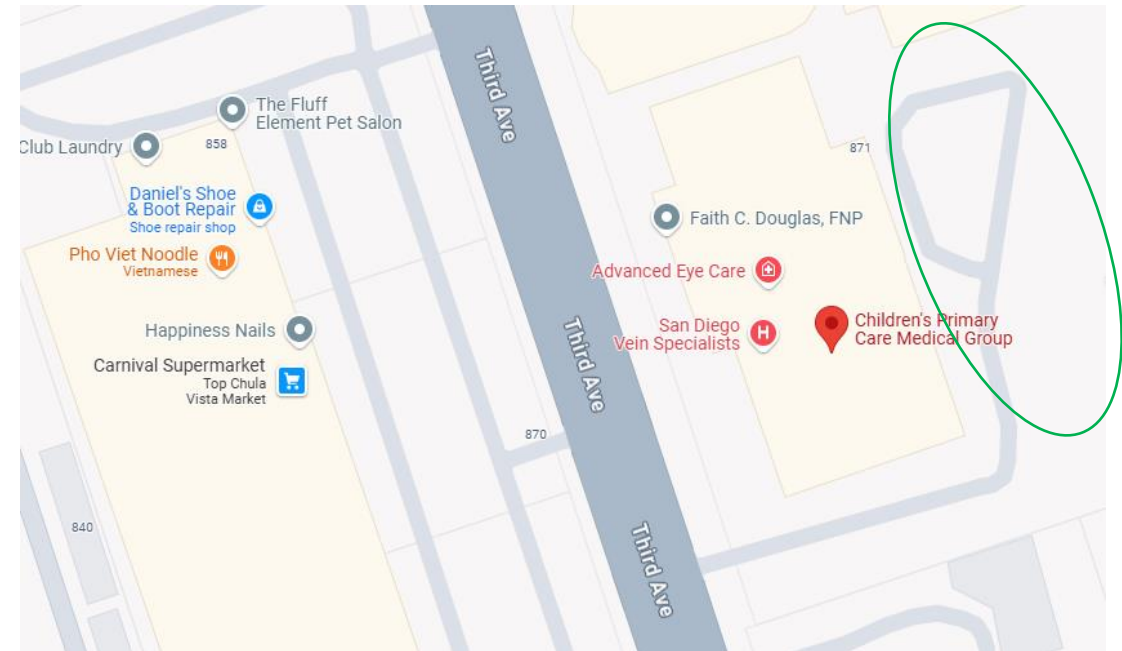 Third Ave
The Fluff
Element Pet Salon
Club Laundry
858
871
Daniel's Shoe
& Boot Repair
Shoe repair shop
Faith C. Douglas, FNP
Pho Viet Noodle
Vietnamese
Advanced Eye Care
Happiness Nails
Third Ave
San Diego
Vein Specialists
H
Children's Primary
Care Medical Group
Carnival Supermarket
Top Chula
Vista Market
870
840
Third Ave